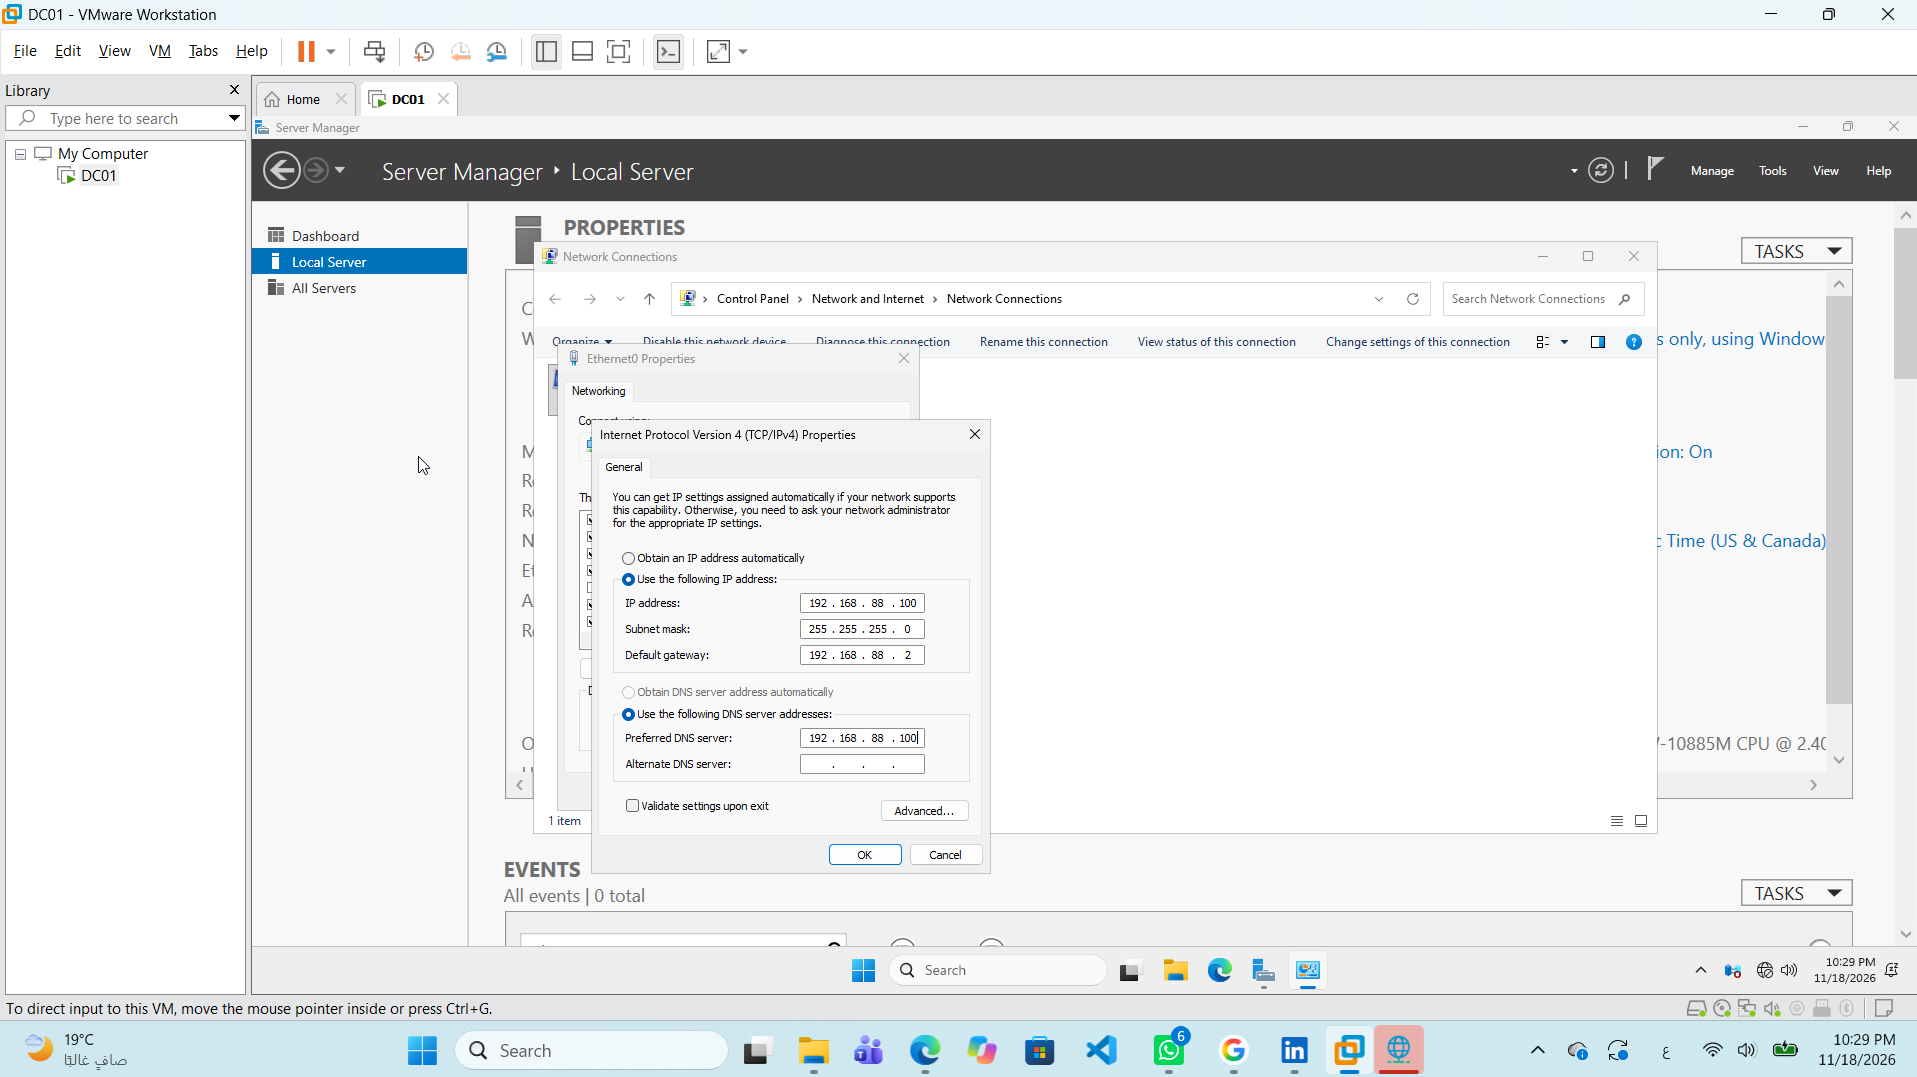 DC01 - VMware Workstation
File Edit View VM Tabs Help
Library
Type here to search
My Computer
DC01
Home
DC01
Server Manager
Server Manager ‣ Local Server
Manage Tools View Help
Dashboard
Local Server
All Servers
PROPERTIES
TASKS
Network Connections
Control Panel › Network and Internet › Network Connections
Search Network Connections
Organize Disable this network device Diagnose this connection Rename this connection View status of this connection Change settings of this connection
s only, using Window
ion: On
c Time (US & Canada)
-10885M CPU @ 2.40
Ethernet0 Properties
Networking
Internet Protocol Version 4 (TCP/IPv4) Properties
General
You can get IP settings assigned automatically if your network supports
this capability. Otherwise, you need to ask your network administrator
for the appropriate IP settings.
Obtain an IP address automatically
Use the following IP address:
IP address: 192 . 168 . 88 . 100
Subnet mask: 255 . 255 . 255 . 0
Default gateway: 192 . 168 . 88 . 2
Obtain DNS server address automatically
Use the following DNS server addresses:
Preferred DNS server: 192 . 168 . 88 . 100
Alternate DNS server: . . .
Validate settings upon exit
Advanced...
OK Cancel
1 item
EVENTS
All events | 0 total
TASKS
Search
10:29 PM
11/18/2026
To direct input to this VM, move the mouse pointer inside or press Ctrl+G.
19°C
صافٍ غالبًا
Search
6
ع
10:29 PM
11/18/2026